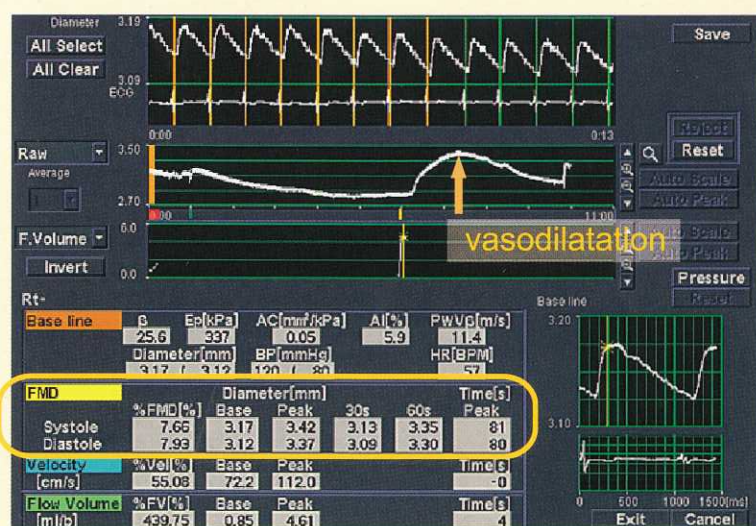 Diameter 3.19 Save
All Select
All Clear
3.09
ECG
0:00 0:13
Reject
Raw 3.50 Reset
Average
Auto Scale
Auto Peak
2.70
0:00 11:00
6.0
F.Volume vasodilatation Auto Scale
Auto Peak
Invert 0.0 Pressure
Reset
Rt-
Base line ß Ep[kPa] AC[mm²/kPa] AI[%] PWVß[m/s] Base line
25.6 337 0.05 5.9 11.4 3.20
Diameter[mm] BP[mmHg] HR[BPM]
3.17 / 3.12 120 / 80 57
FMD Diameter[mm] Time[s]
%FMD[%] Base Peak 30s 60s Peak
Systole 7.66 3.17 3.42 3.13 3.35 81
Diastole 7.93 3.12 3.37 3.09 3.30 80
3.10
Velocity %Vel[%] Base Peak Time[s]
[cm/s] 55.08 72.2 112.0 -0
Flow Volume %FV[%] Base Peak Time[s]
[ml/b] 439.75 0.85 4.61 4
0 500 1000 1500[ms]
Exit Cancel